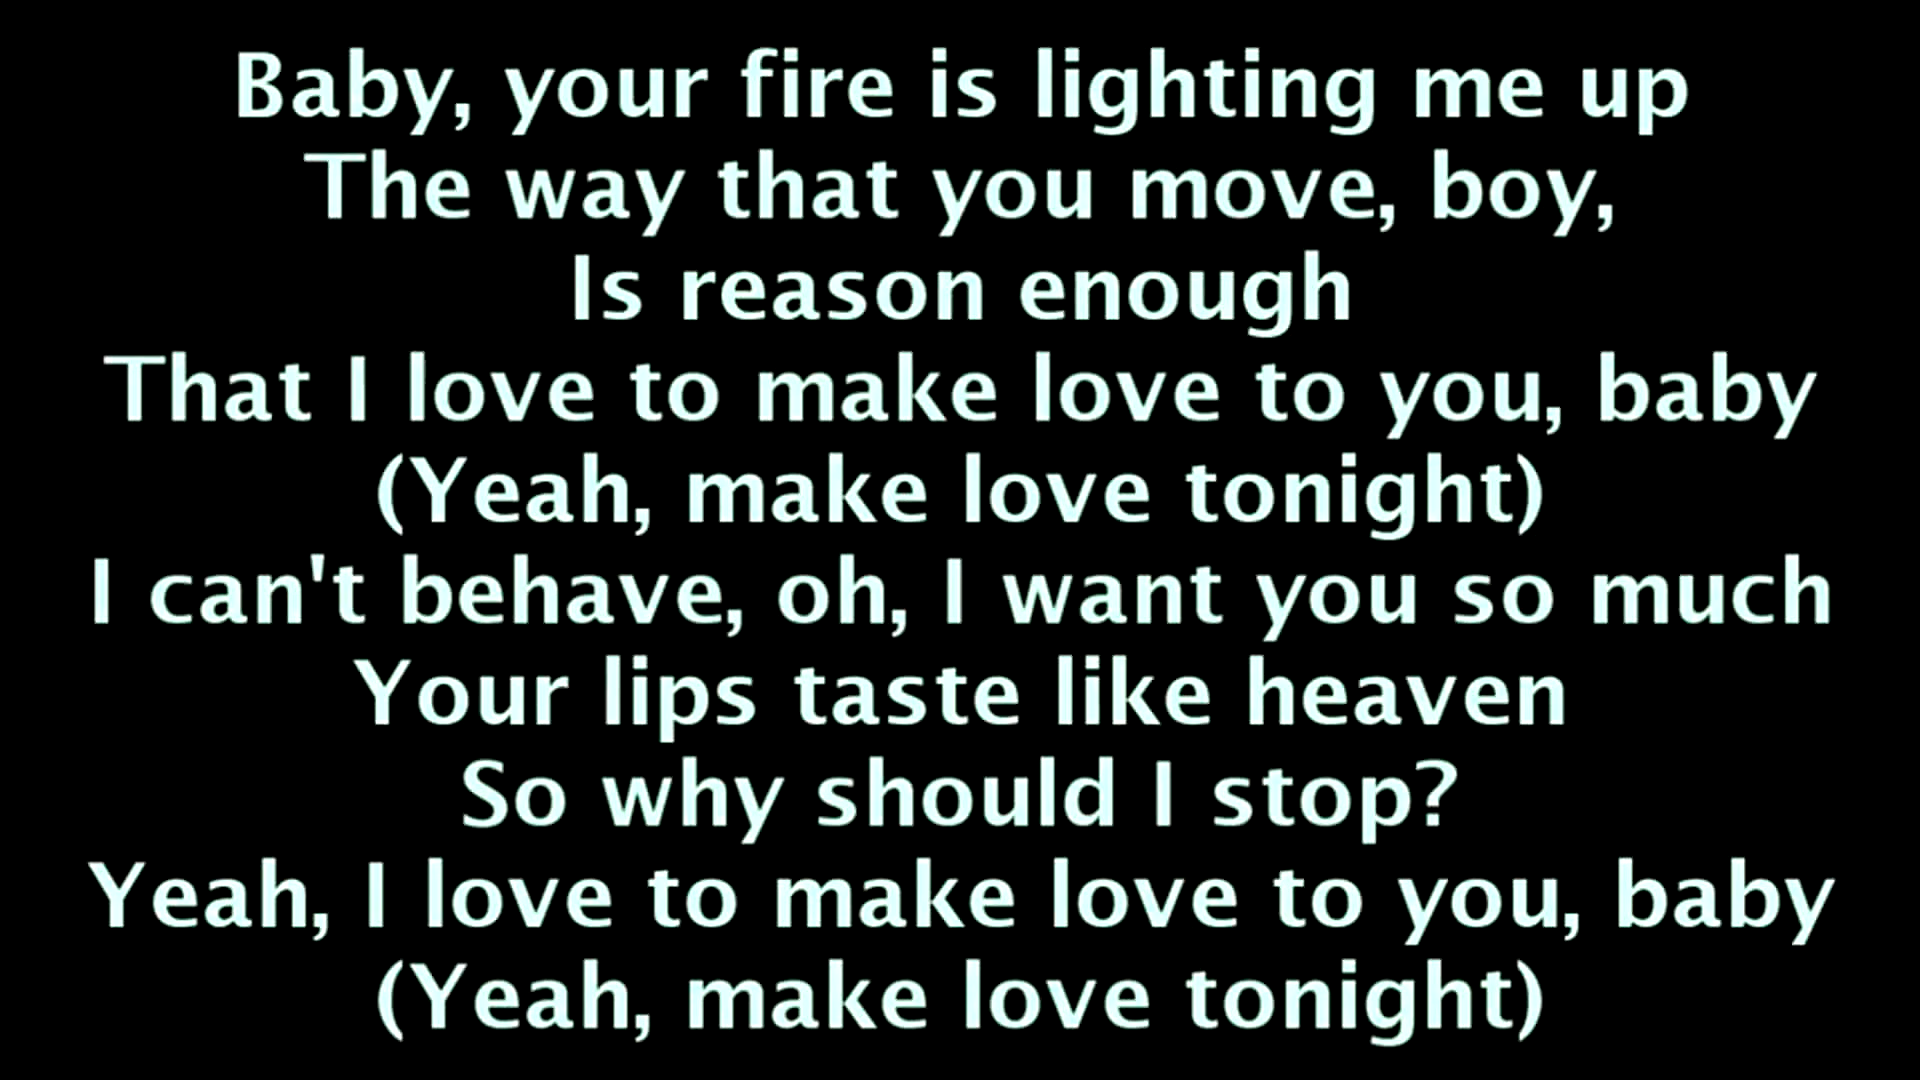 Baby, your fire is lighting me up
The way that you move, boy,
Is reason enough
That I love to make love to you, baby
(Yeah, make love tonight)
I can't behave, oh, I want you so much
Your lips taste like heaven
So why should I stop?
Yeah, I love to make love to you, baby
(Yeah, make love tonight)